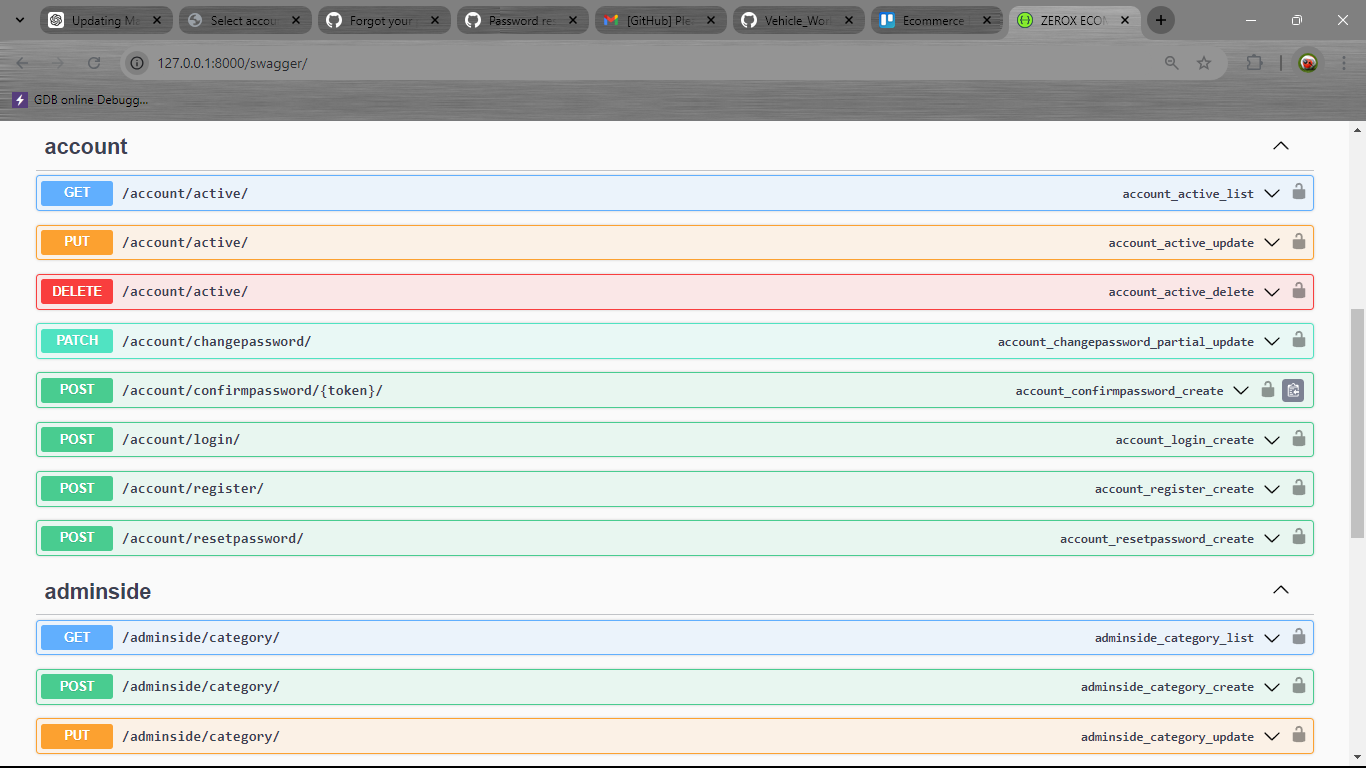 Updating Me
Select accou
Forgot your
Password re
[GitHub] Ple
Vehicle_Wor
Ecommerce
ZEROX ECON
127.0.0.1:8000/swagger/
GDB online Debugg...
account
GET /account/active/ account_active_list
PUT /account/active/ account_active_update
DELETE /account/active/ account_active_delete
PATCH /account/changepassword/ account_changepassword_partial_update
POST /account/confirmpassword/{token}/ account_confirmpassword_create
POST /account/login/ account_login_create
POST /account/register/ account_register_create
POST /account/resetpassword/ account_resetpassword_create
adminside
GET /adminside/category/ adminside_category_list
POST /adminside/category/ adminside_category_create
PUT /adminside/category/ adminside_category_update